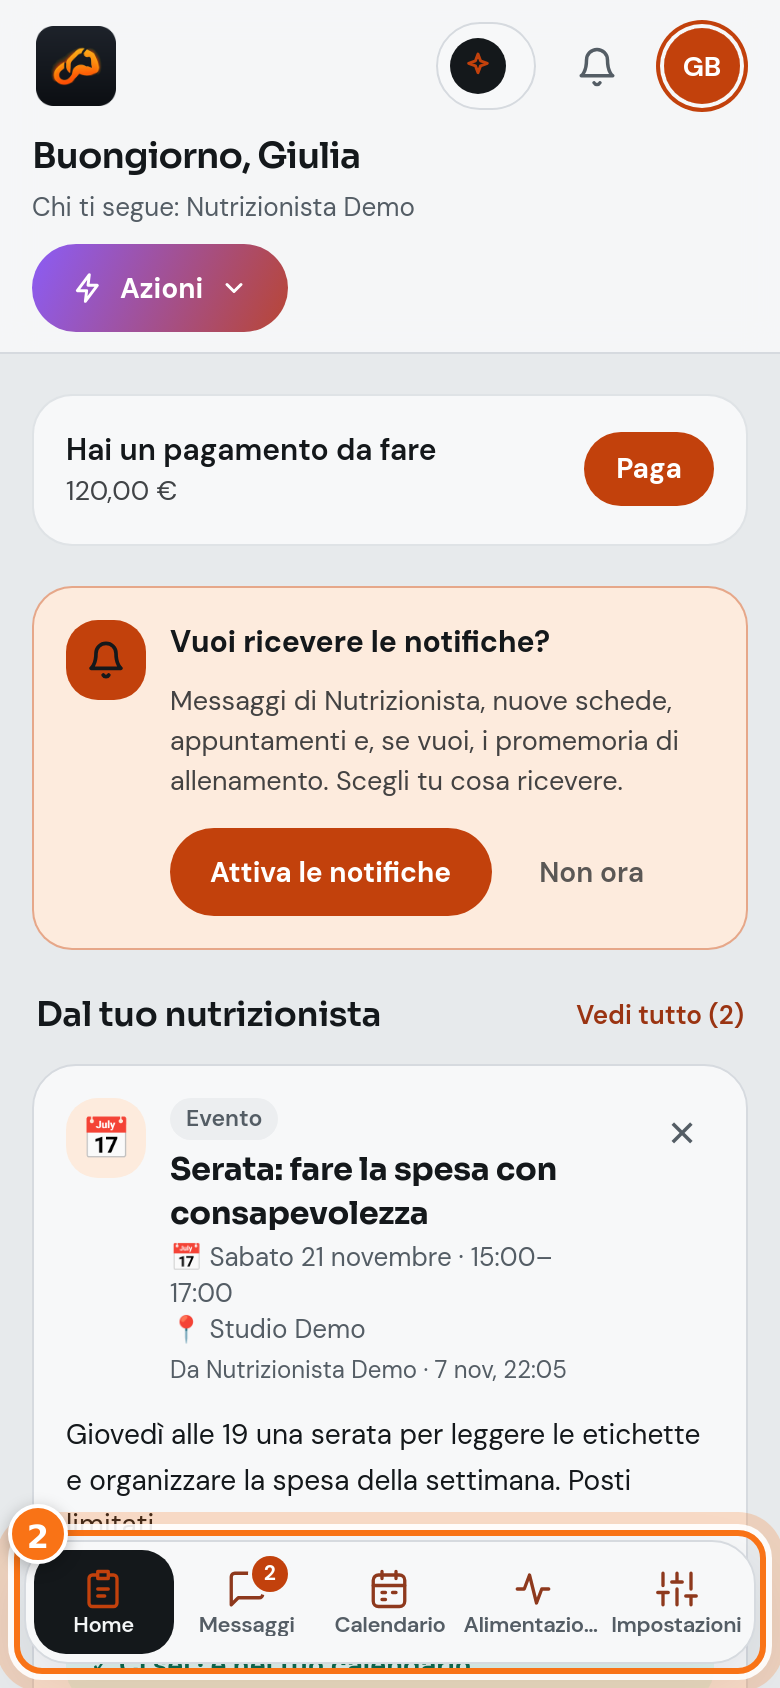 GB
Buongiorno, Giulia
Chi ti segue: Nutrizionista Demo
Azioni
Hai un pagamento da fare
120,00 €
Paga
Vuoi ricevere le notifiche?
Messaggi di Nutrizionista, nuove schede,
appuntamenti e, se vuoi, i promemoria di
allenamento. Scegli tu cosa ricevere.
Attiva le notifiche
Non ora
Dal tuo nutrizionista
Vedi tutto (2)
July
17
Evento
Serata: fare la spesa con
consapevolezza
📅 Sabato 21 novembre · 15:00–
17:00
📍 Studio Demo
Da Nutrizionista Demo · 7 nov, 22:05
Giovedì alle 19 una serata per leggere le etichette
e organizzare la spesa della settimana. Posti
limitati
2
2
Home
Messaggi
Calendario
Alimentazio...
Impostazioni